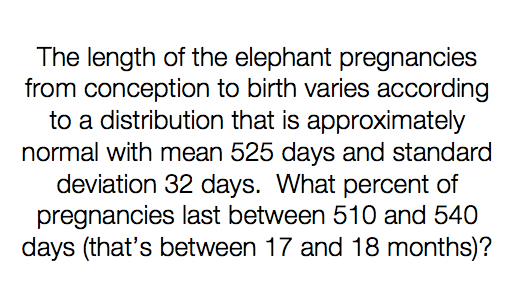 The length of the elephant pregnancies
from conception to birth varies according
to a distribution that is approximately
normal with mean 525 days and standard
deviation 32 days.  What percent of
pregnancies last between 510 and 540
days (that’s between 17 and 18 months)?